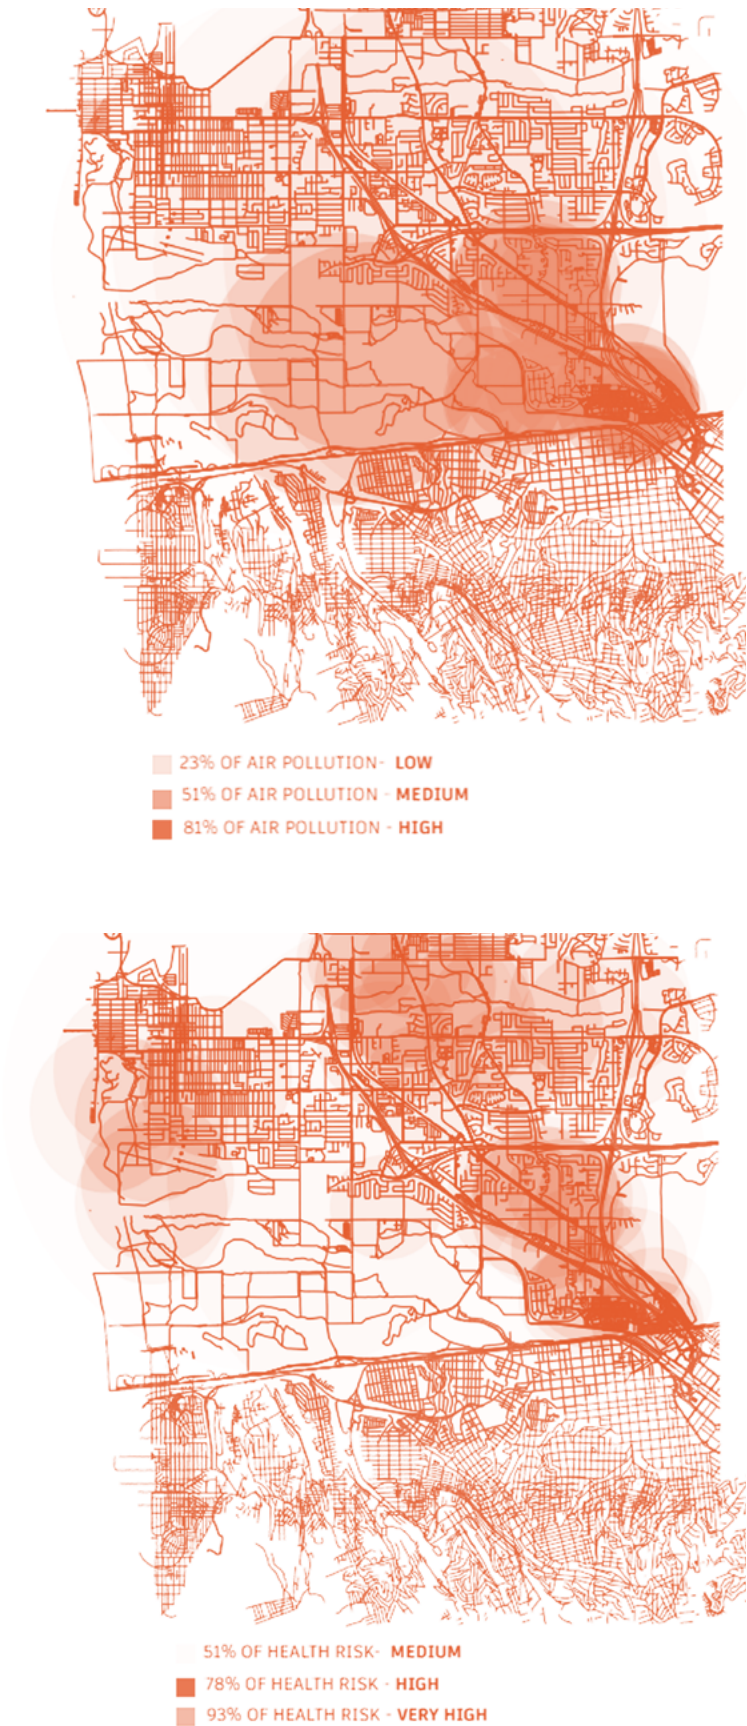 23% OF AIR POLLUTION- LOW
51% OF AIR POLLUTION - MEDIUM
81% OF AIR POLLUTION - HIGH
51% OF HEALTH RISK- MEDIUM
78% OF HEALTH RISK - HIGH
93% OF HEALTH RISK - VERY HIGH